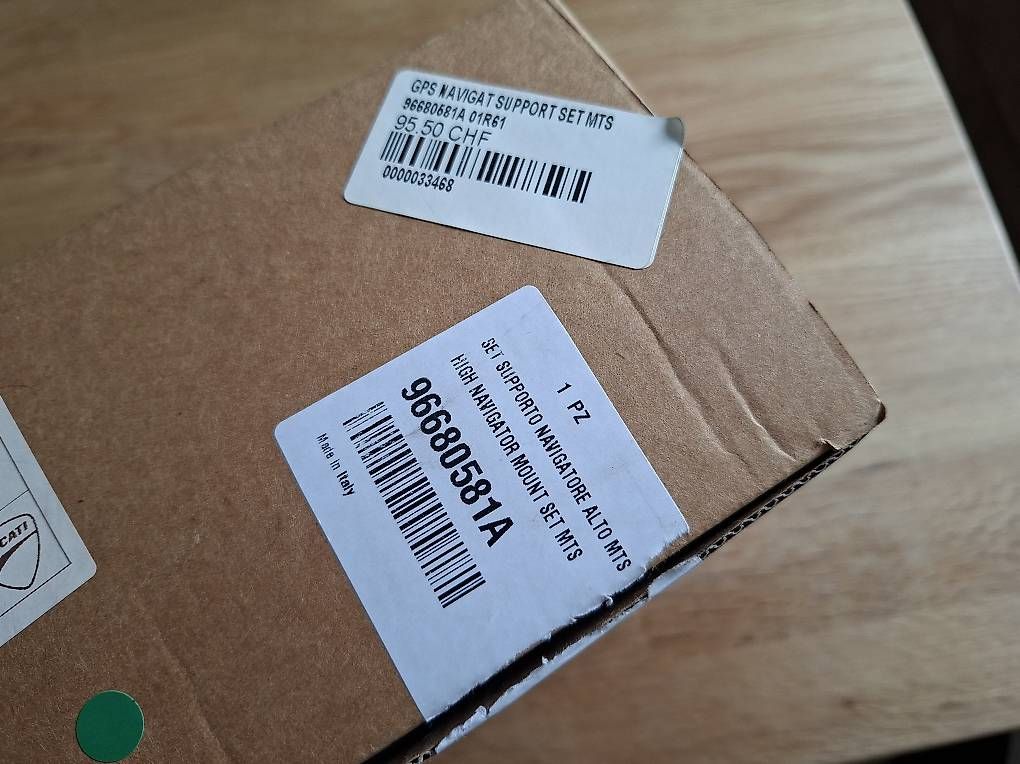 GPS NAVIGAT SUPPORT SET MTS
96680581A 01R61
95.50 CHF
0000033468
1 PZ
SET SUPPORTO NAVIGATORE ALTO MTS
HIGH NAVIGATOR MOUNT SET MTS
96680581A
Made in Italy
CATI